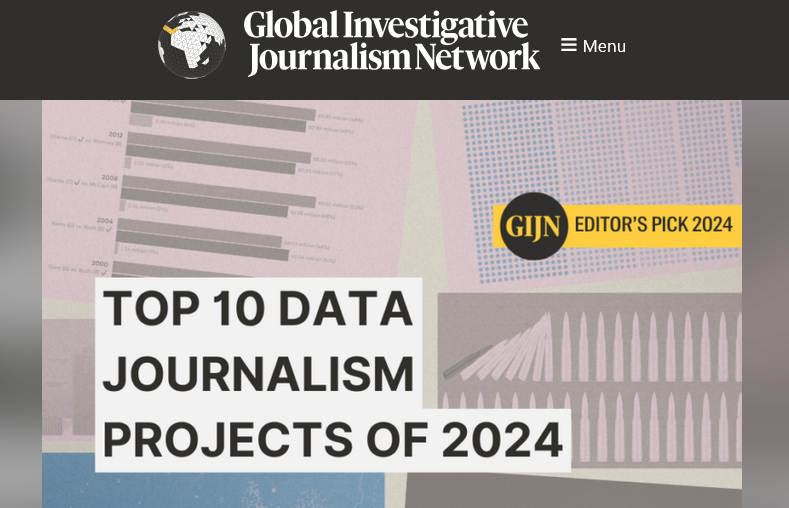 Global Investigative
Journalism Network
Menu
2012
2008
2004
2000
GIJN
EDITOR'S PICK 2024
TOP 10 DATA
JOURNALISM
PROJECTS OF 2024